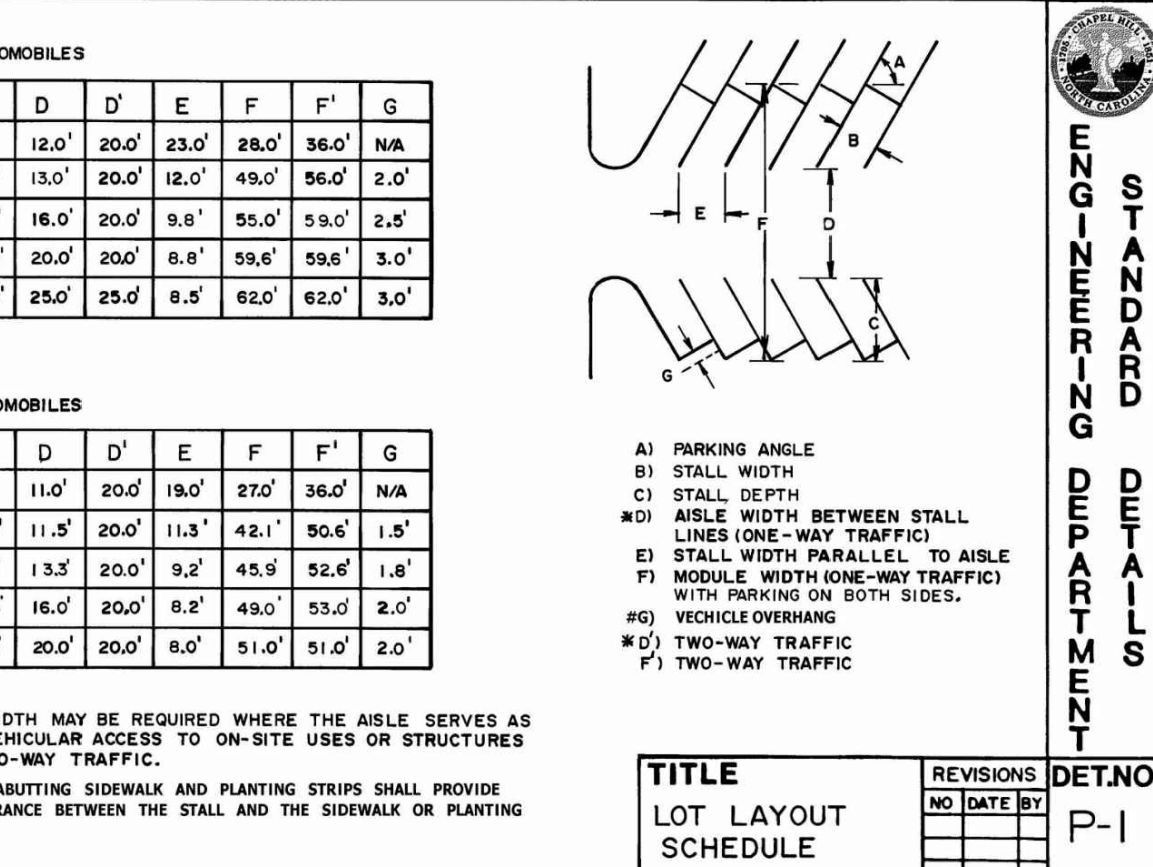 OMOBILES
D D' E F F' G
12.0' 20.0' 23.0' 28.0' 36.0' N/A
13.0' 20.0' 12.0' 49.0' 56.0' 2.0'
16.0' 20.0' 9.8' 55.0' 59.0' 2.5'
20.0' 20.0' 8.8' 59.6' 59.6' 3.0'
25.0' 25.0' 8.5' 62.0' 62.0' 3.0'
OMOBILES
D D' E F F' G
11.0' 20.0' 19.0' 27.0' 36.0' N/A
11.5' 20.0' 11.3' 42.1' 50.6' 1.5'
13.3' 20.0' 9.2' 45.9' 52.6' 1.8'
16.0' 20.0' 8.2' 49.0' 53.0' 2.0'
20.0' 20.0' 8.0' 51.0' 51.0' 2.0'
DTH MAY BE REQUIRED WHERE THE AISLE SERVES AS
EHICULAR ACCESS TO ON-SITE USES OR STRUCTURES
O-WAY TRAFFIC.
ABUTTING SIDEWALK AND PLANTING STRIPS SHALL PROVIDE
RANCE BETWEEN THE STALL AND THE SIDEWALK OR PLANTING
A
B
E
F
D
C
G
A) PARKING ANGLE
B) STALL WIDTH
C) STALL DEPTH
*D) AISLE WIDTH BETWEEN STALL
LINES (ONE-WAY TRAFFIC)
E) STALL WIDTH PARALLEL TO AISLE
F) MODULE WIDTH (ONE-WAY TRAFFIC)
WITH PARKING ON BOTH SIDES.
#G) VECHICLE OVERHANG
*D') TWO-WAY TRAFFIC
F') TWO-WAY TRAFFIC
TITLE
LOT LAYOUT
SCHEDULE
REVISIONS
NO DATE BY
DET.NO
P-1
1795 · CHAPEL HILL · 1851
NORTH CAROLINA
ENGINEERING DEPARTMENT
STANDARD DETAILS